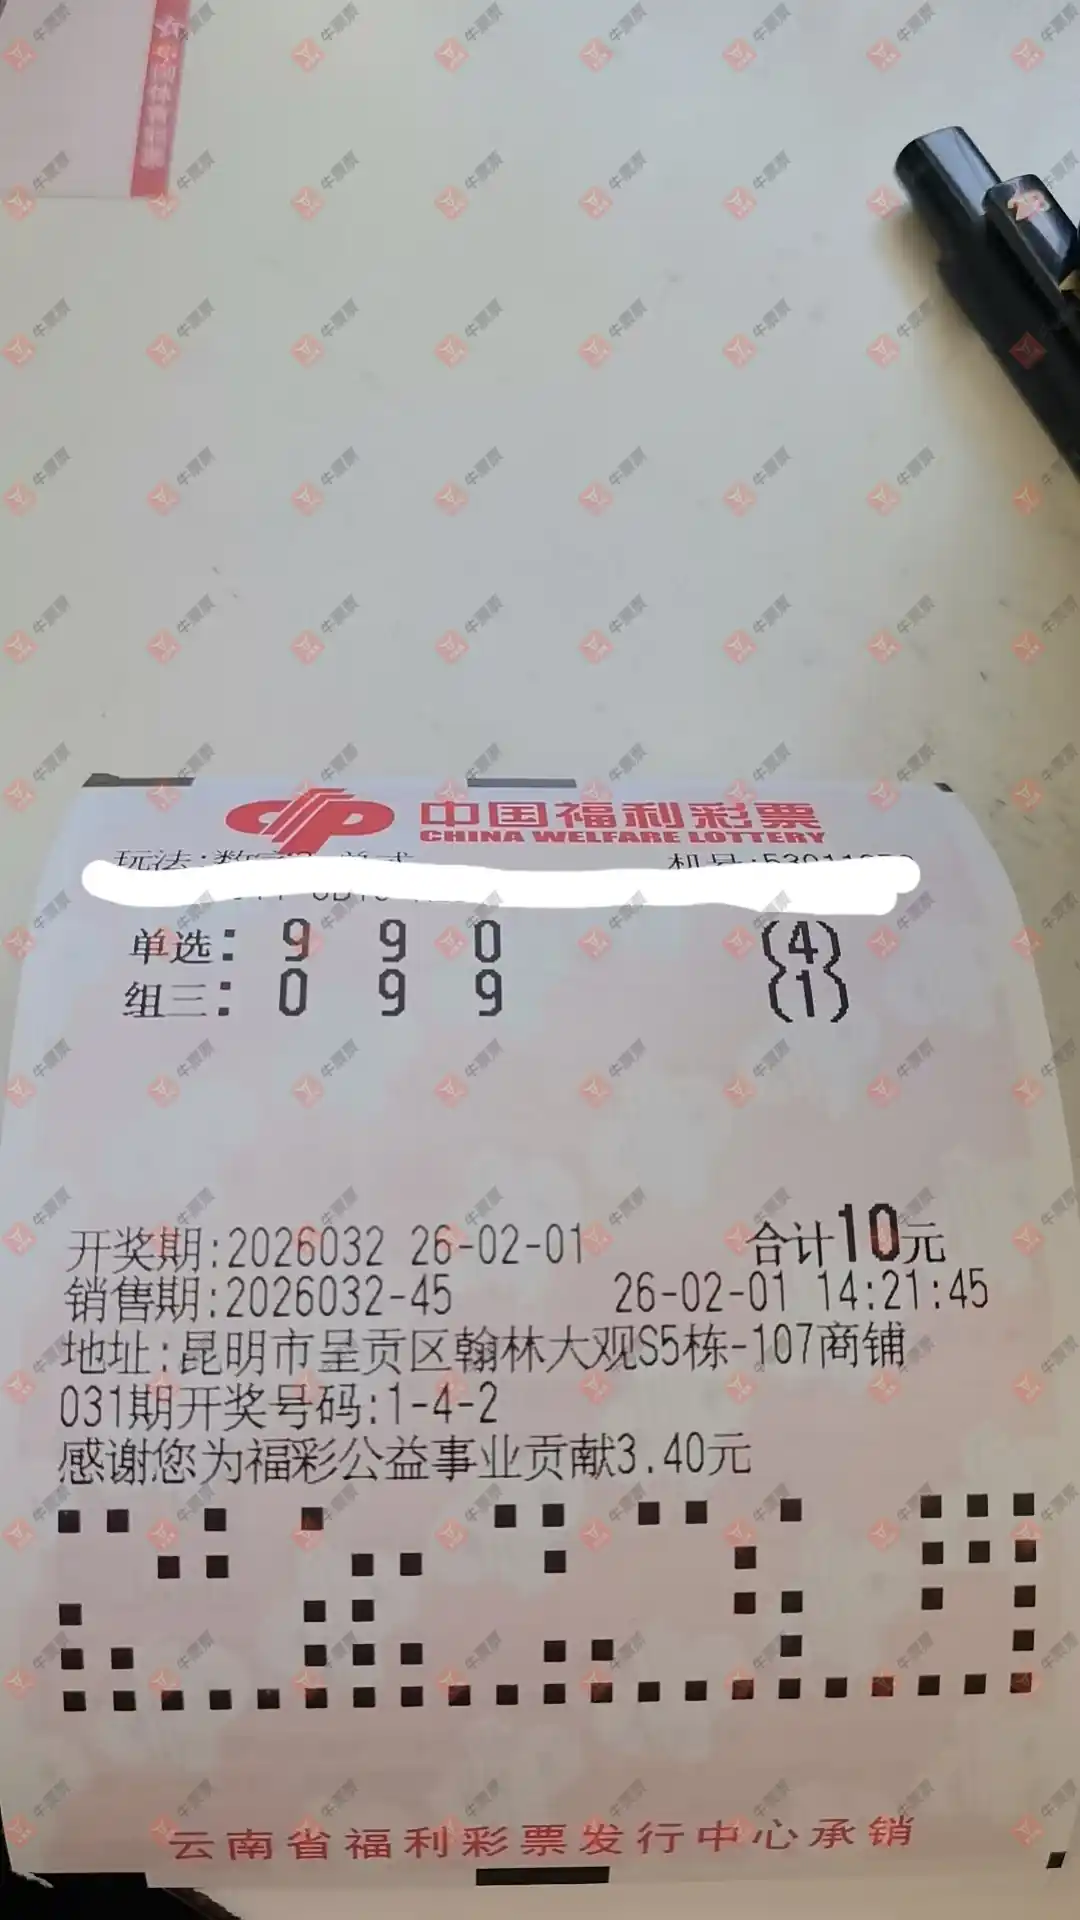 中国福利彩票
CHINA WELFARE LOTTERY
单选: 9 9 0 (4)
组三: 0 9 9 (1)
开奖期:2026032 26-02-01 合计10元
销售期:2026032-45 26-02-01 14:21:45
地址:昆明市呈贡区翰林大观S5栋-107商铺
031期开奖号码:1-4-2
感谢您为福彩公益事业贡献3.40元
云南省福利彩票发行中心承销
牛票票